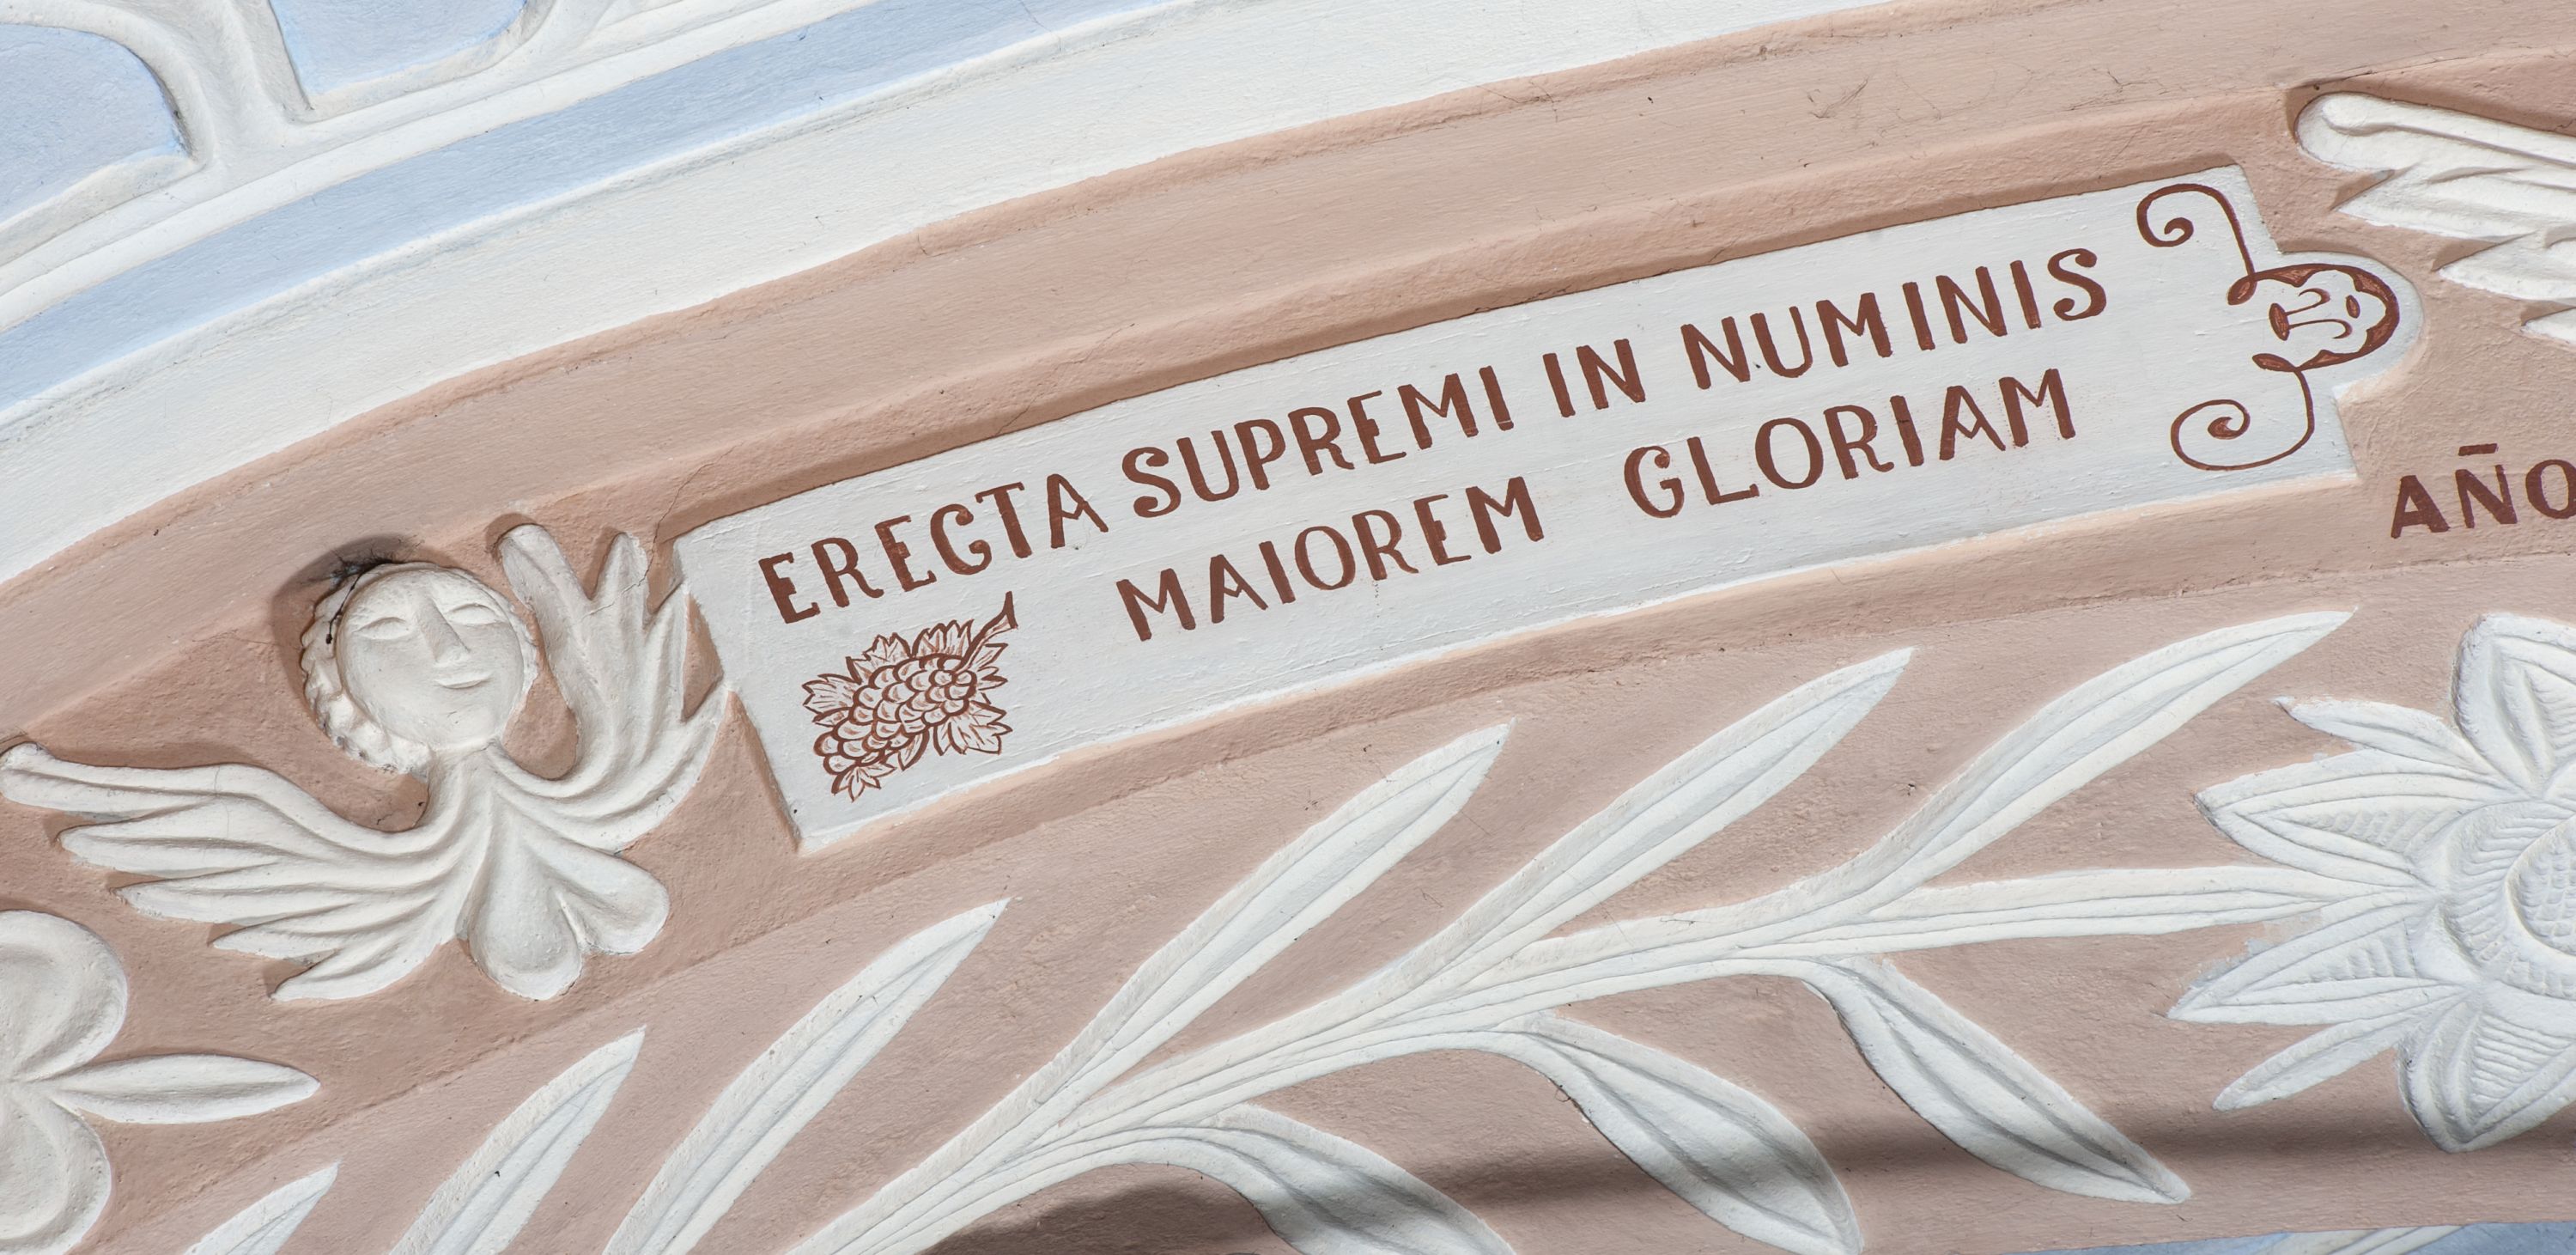 ERECTA SUPREMI IN NUMINIS
MAIOREM GLORIAM
AÑO